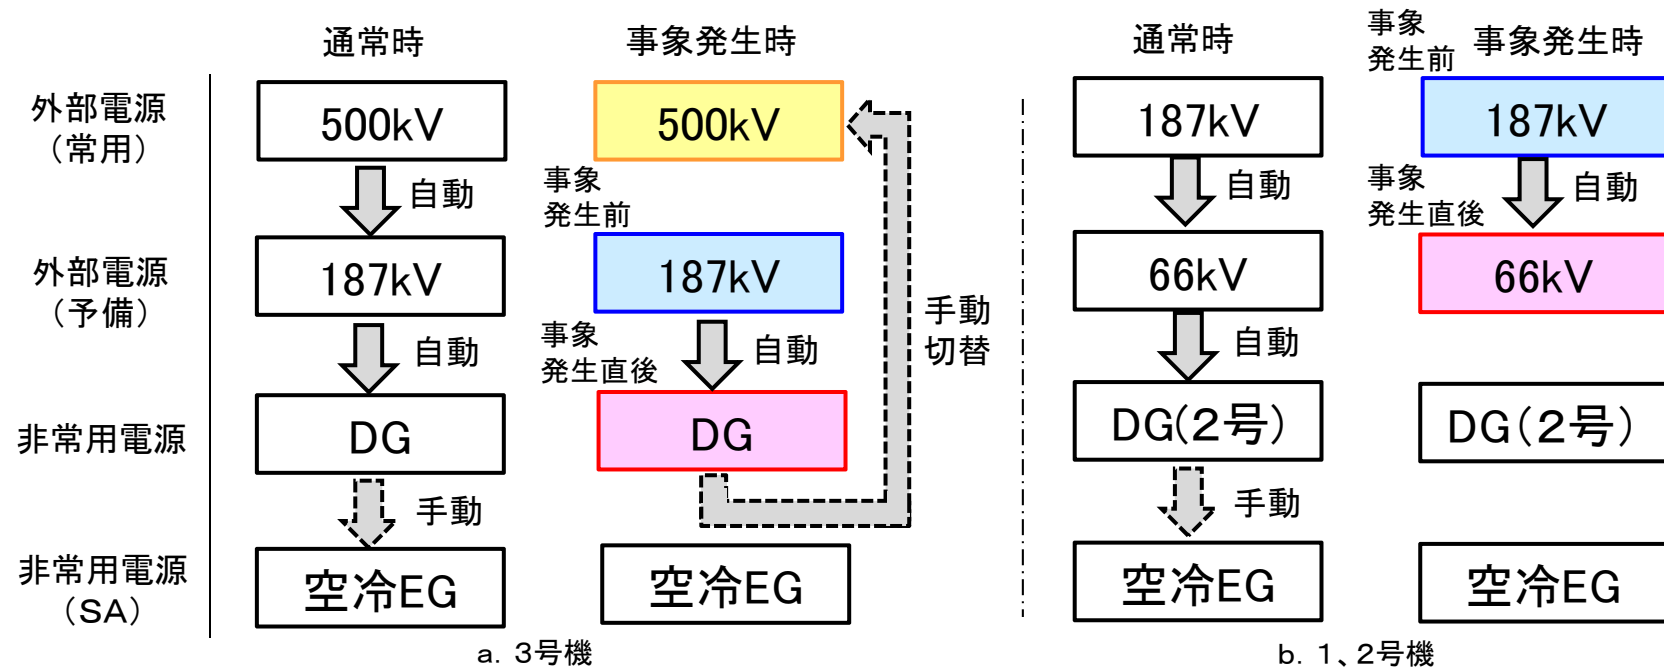 通常時
事象発生時
外部電源
（常用）
500kV
500kV
自動
事象
発生前
外部電源
（予備）
187kV
187kV
手動
切替
自動
事象
発生直後
自動
非常用電源
DG
DG
手動
非常用電源
（SA）
空冷EG
空冷EG
a. 3号機
通常時
事象
発生前
事象発生時
187kV
187kV
自動
事象
発生直後
自動
66kV
66kV
自動
DG(2号)
DG(2号)
手動
空冷EG
空冷EG
b. 1、2号機